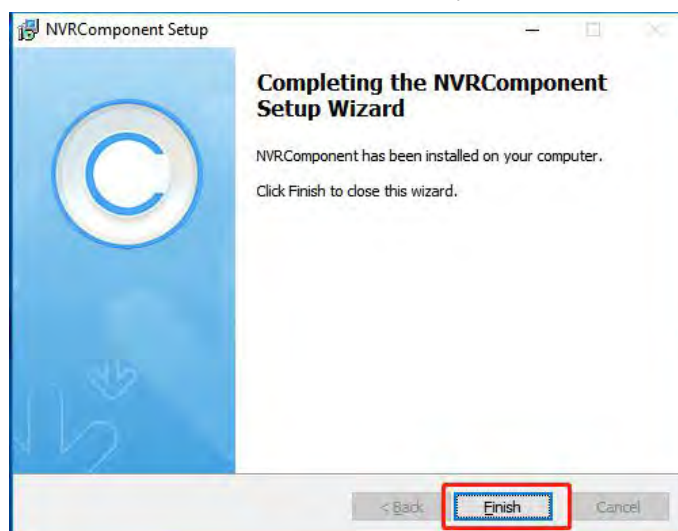 NVRComponent Setup
Completing the NVRComponent
Setup Wizard
NVRComponent has been installed on your computer.
Click Finish to close this wizard.
< Back Finish Cancel